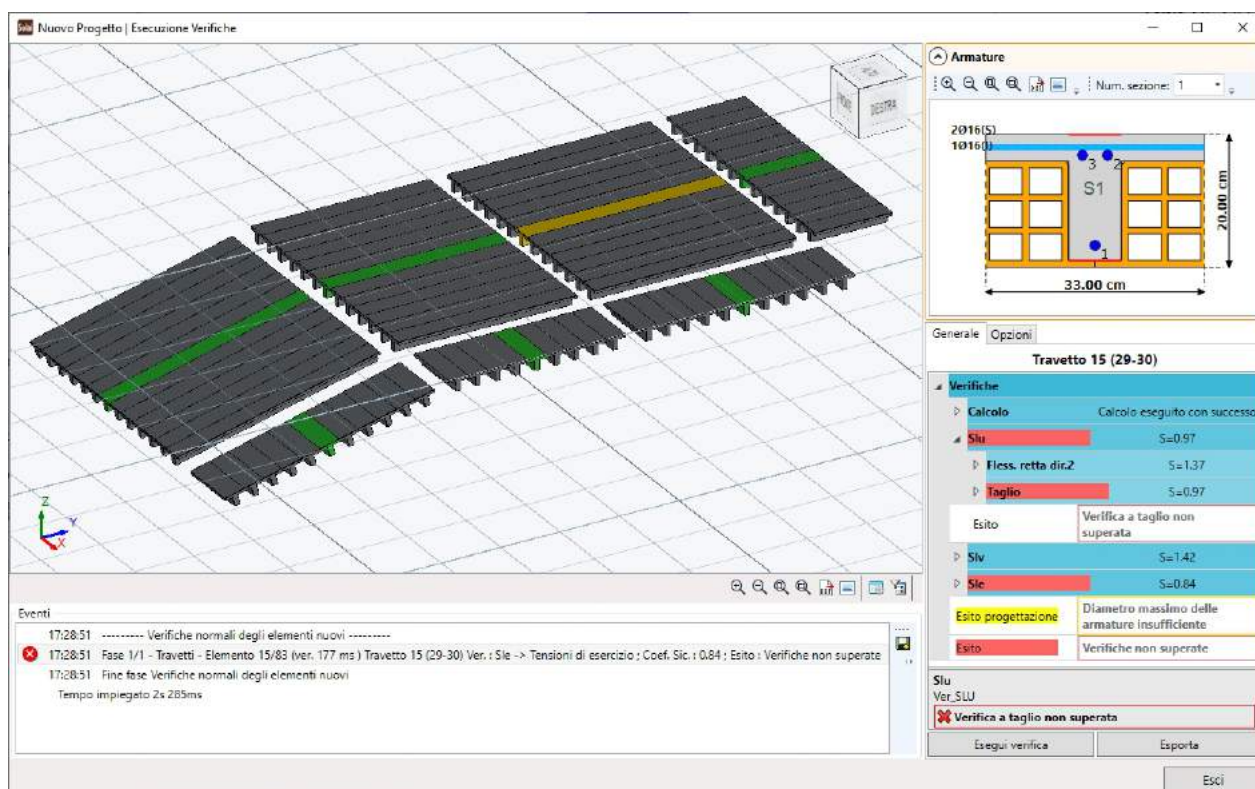 Nuovo Progetto | Esecuzione Verifiche
DESTRA
Z
Y
X
Armature
Num. sezione: 1
2Ø16(S)
1Ø16(I)
3
2
S1
1
20.00 cm
33.00 cm
Generale
Opzioni
Travetto 15 (29-30)
Verifiche
Calcolo
Calcolo eseguito con successo
Slu
S=0.97
Fless. retta dir.2
S=1.37
Taglio
S=0.97
Esito
Verifica a taglio non
superata
Slv
S=1.42
Sle
S=0.84
Esito progettazione
Diametro massimo delle
armature insufficiente
Esito
Verifiche non superate
Slu
Ver_SLU
Verifica a taglio non superata
Esegui verifica
Esporta
Esci
Eventi
17:28:51 --------- Verifiche normali degli elementi nuovi ---------
17:28:51 Fase 1/1 - Travetti - Elemento 15/83 (ver. 177 ms ) Travetto 15 (29-30) Ver. : Sle -> Tensioni di esercizio ; Coef. Sic. : 0.84 ; Esito : Verifiche non superate
17:28:51 Fine fase Verifiche normali degli elementi nuovi
Tempo impiegato 2s 285ms